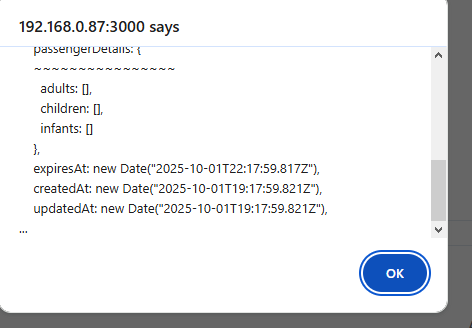 192.168.0.87:3000 says
passengerDetails: {
~~~~~~~~~~~~~~~~
adults: [],
children: [],
infants: []
},
expiresAt: new Date("2025-10-01T22:17:59.817Z"),
createdAt: new Date("2025-10-01T19:17:59.821Z"),
updatedAt: new Date("2025-10-01T19:17:59.821Z"),
...
OK